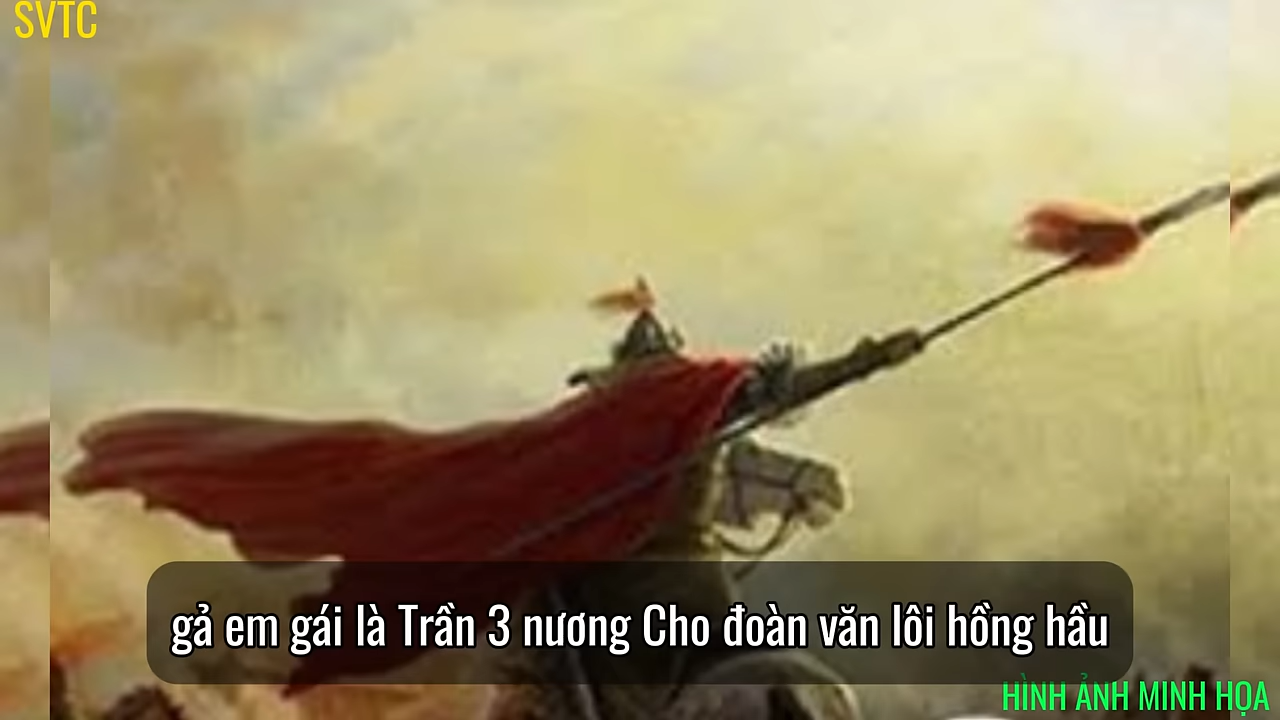 SVTC
gả em gái là Trần 3 nương Cho đoàn văn lôi hồng hầu
HÌNH ẢNH MINH HỌA